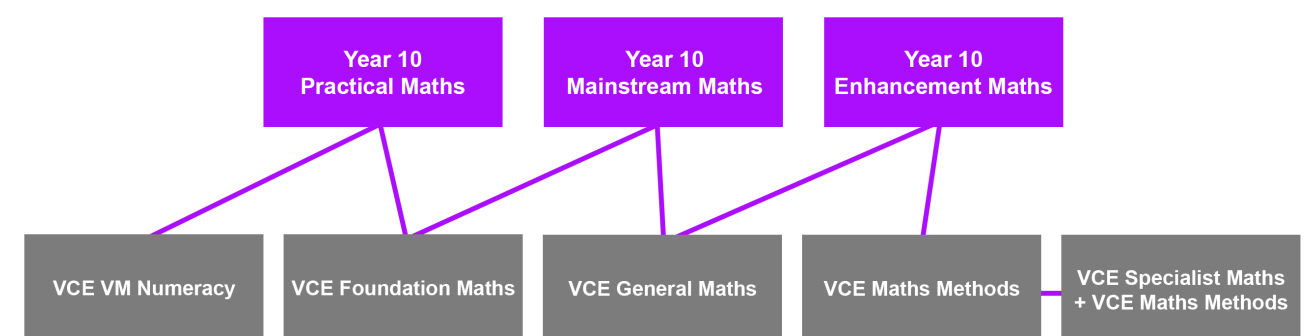 Year 10
Practical Maths
Year 10
Mainstream Maths
Year 10
Enhancement Maths
VCE VM Numeracy
VCE Foundation Maths
VCE General Maths
VCE Maths Methods
VCE Specialist Maths
+ VCE Maths Methods